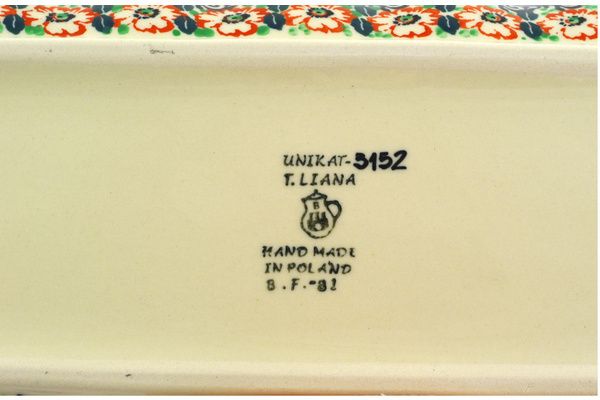 UNIKAT-3152
T. LIANA
B
HAND MADE
IN POLAND
B.F.-81